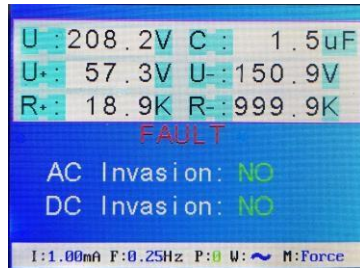 U : 208.2V C : 1.5uF
U+: 57.3V U-:150.9V
R+: 18.9K R-:999.9K
FAULT
AC Invasion: NO
DC Invasion: NO
I:1.00mA F:0.25Hz P:0 W:~ M:Force